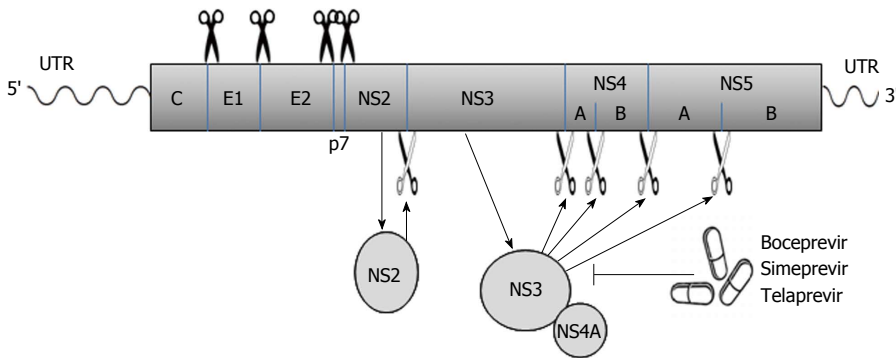 UTR
UTR
5'
3'
C
E1
E2
NS2
NS3
NS4
NS5
A
B
A
B
p7
NS2
NS3
NS4A
Boceprevir
Simeprevir
Telaprevir